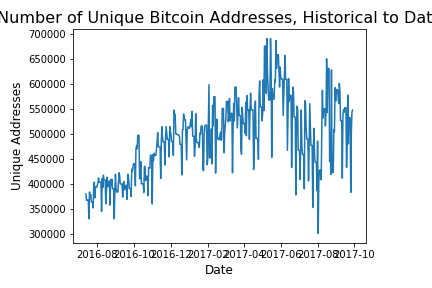 Number of Unique Bitcoin Addresses, Historical to Dat
700000
650000
600000
550000
500000
450000
400000
350000
300000
Unique Addresses
2016-08 2016-10 2016-12 2017-02 2017-04 2017-06 2017-08 2017-10
Date